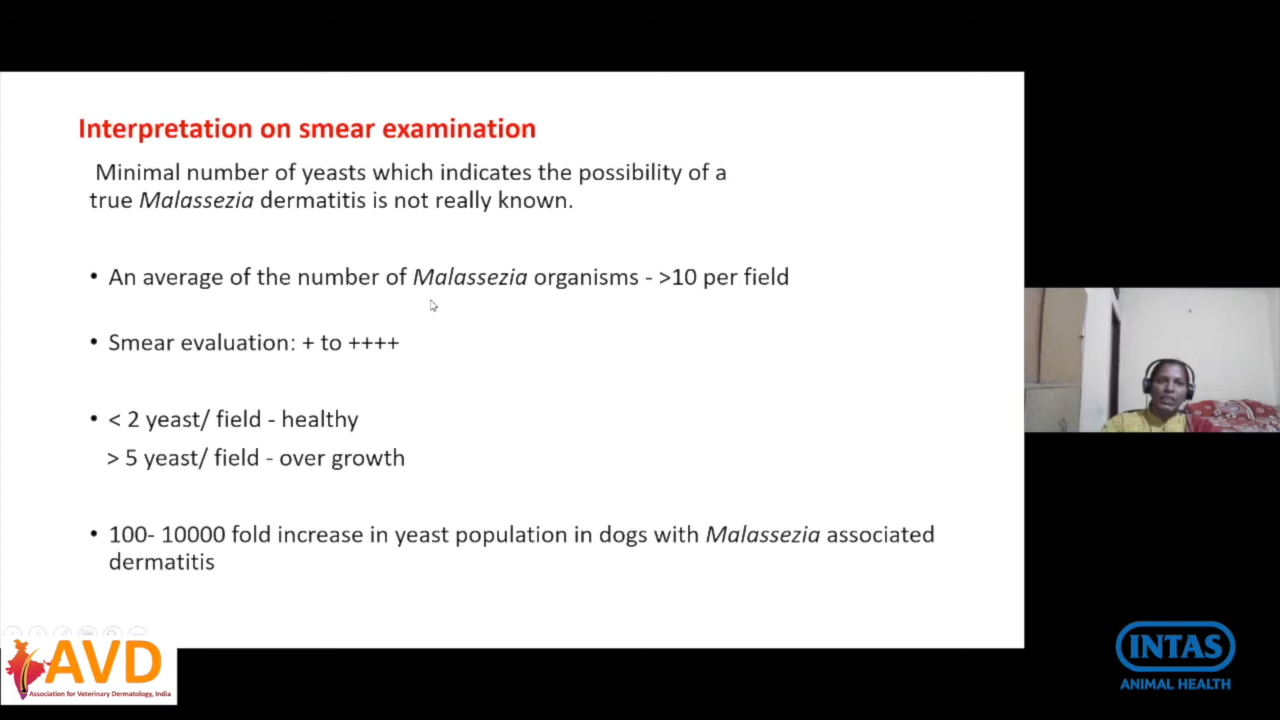 Interpretation on smear examination
Minimal number of yeasts which indicates the possibility of a
true Malassezia dermatitis is not really known.
• An average of the number of Malassezia organisms - >10 per field
• Smear evaluation: + to ++++
• < 2 yeast/ field - healthy
> 5 yeast/ field - over growth
• 100- 10000 fold increase in yeast population in dogs with Malassezia associated
dermatitis
AVD
Association for Veterinary Dermatology, India
INTAS
ANIMAL HEALTH